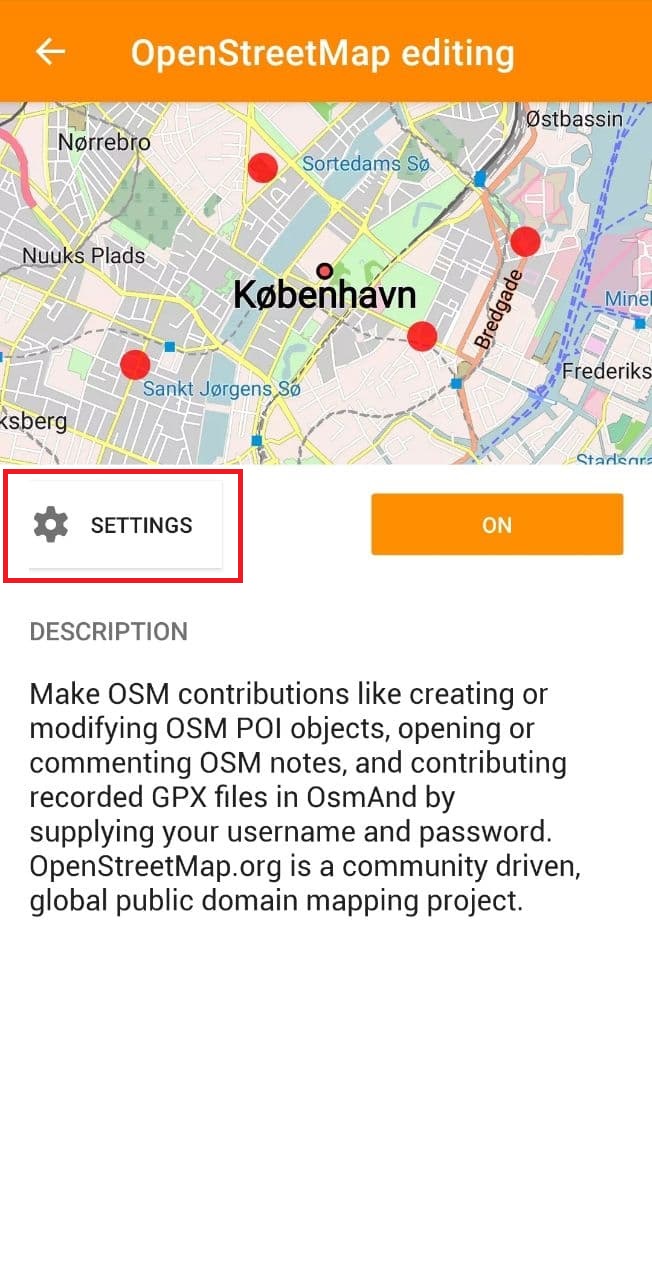 OpenStreetMap editing
Østbassin
Nørrebro
Sortedams Sø
Nuuks Plads
København
Bredgade
Minel
Frederiks
Sankt Jørgens Sø
ksberg
Stadsgra
SETTINGS
ON
DESCRIPTION
Make OSM contributions like creating or
modifying OSM POI objects, opening or
commenting OSM notes, and contributing
recorded GPX files in OsmAnd by
supplying your username and password.
OpenStreetMap.org is a community driven,
global public domain mapping project.